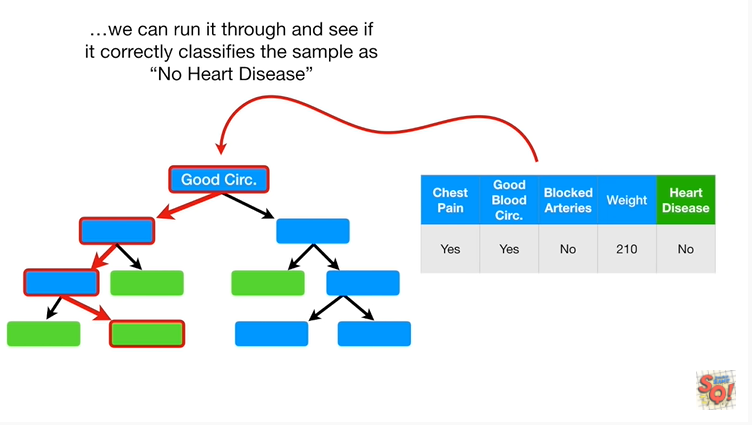 ...we can run it through and see if
it correctly classifies the sample as
“No Heart Disease”
Good Circ.
Chest
Pain
Good
Blood
Circ.
Blocked
Arteries
Weight
Heart
Disease
Yes
Yes
No
210
No
SQ!